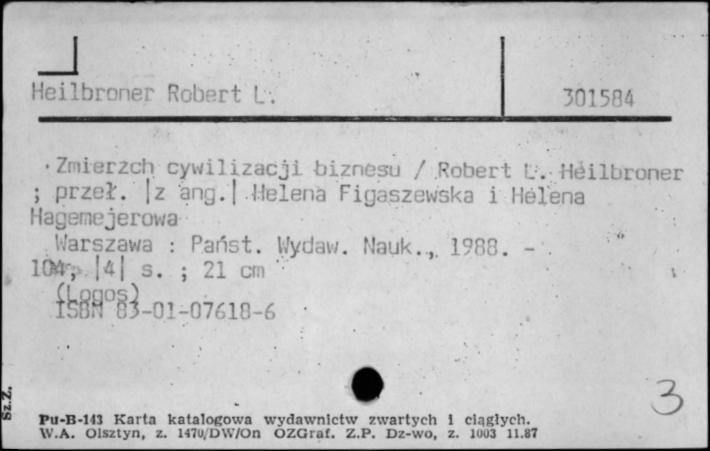 Heilbroner Robert L.
301584
Zmierzch cywilizacji biznesu / Robert L. Heilbroner
; przeł. |z ang.| Helena Figaszewska i Helena
Hagemejerowa
Warszawa : Państ. Wydaw. Nauk., 1988. -
104, |4| s. ; 21 cm
(Logos)
ISBN 83-01-07618-6
3
Sz.Z.
Pu-B-143 Karta katalogowa wydawnictw zwartych i ciągłych.
W.A. Olsztyn, z. 1470/DW/On OZGraf. Z.P. Dz-wo, z. 1003 11.87